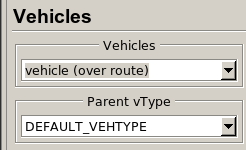 Vehicles
Vehicles
vehicle (over route)
Parent vType
DEFAULT_VEHTYPE